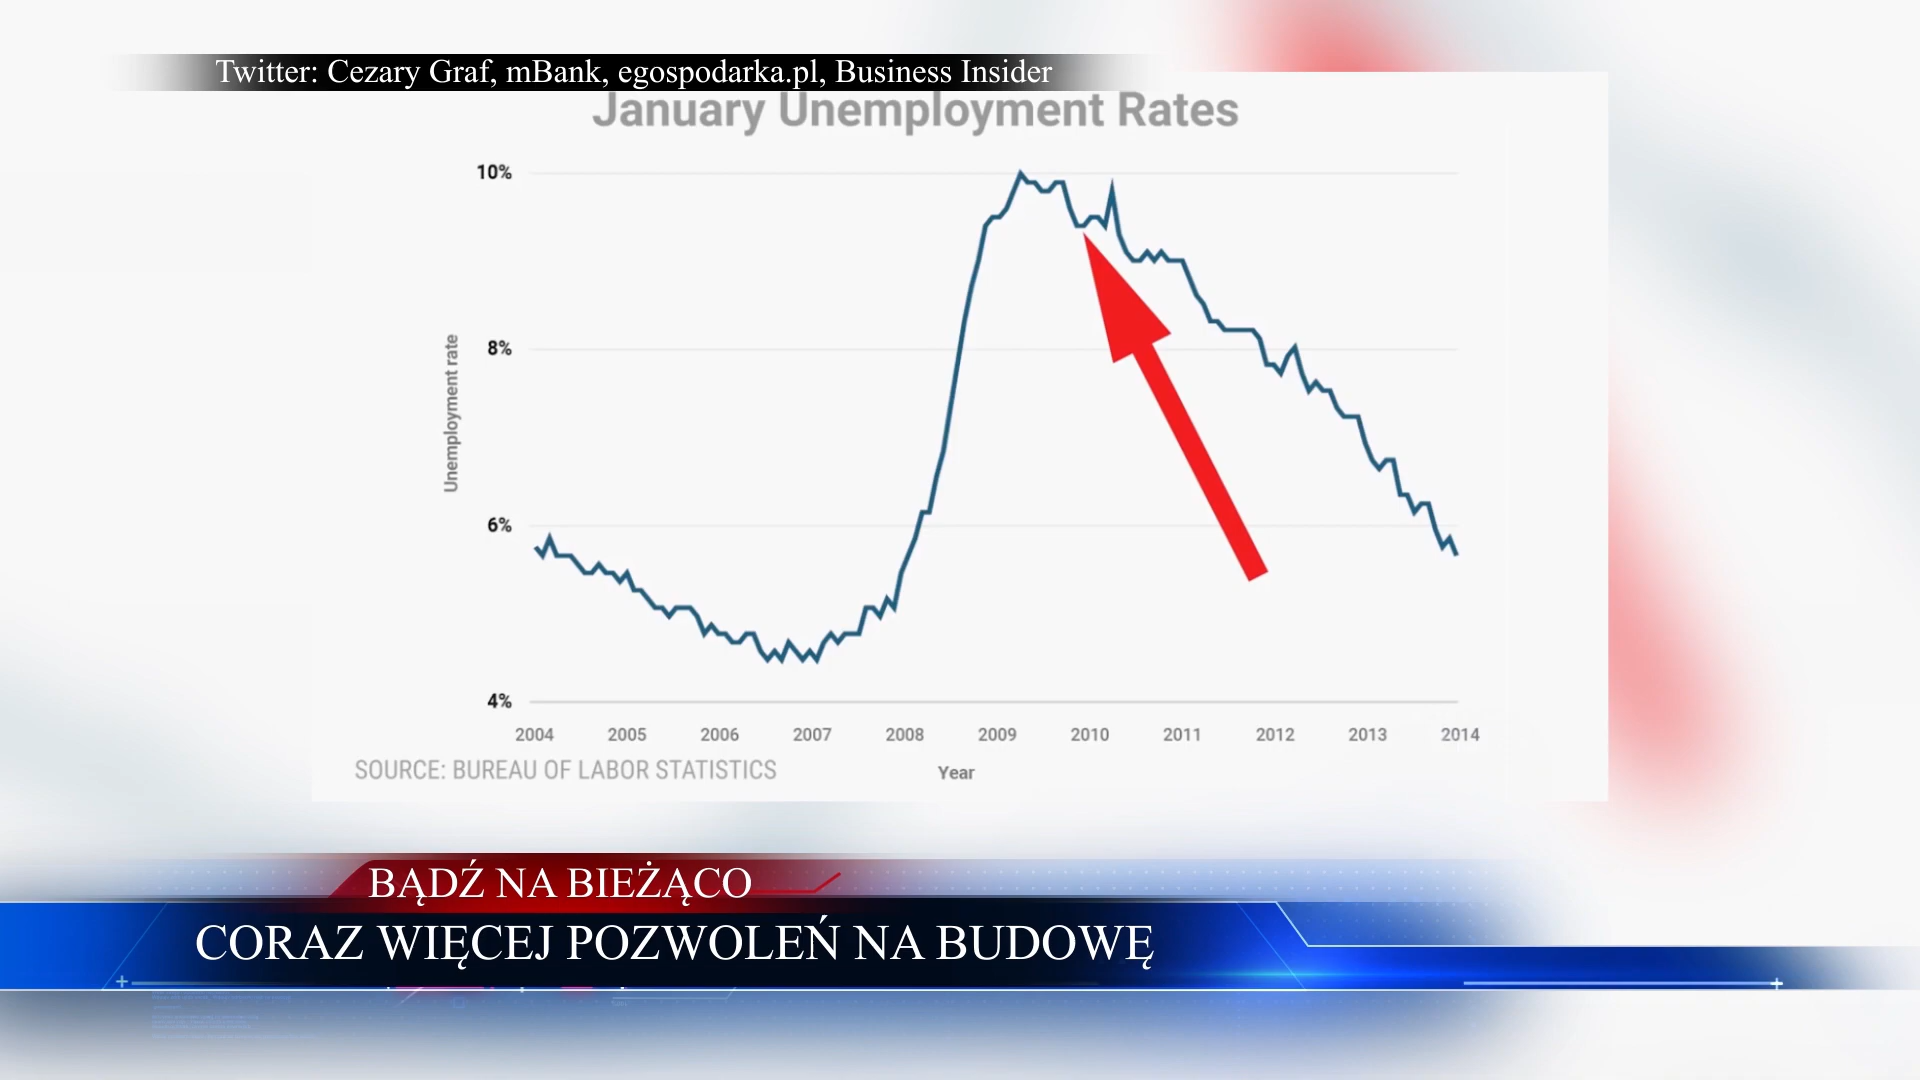 Twitter: Cezary Graf, mBank, egospodarka.pl, Business Insider
January Unemployment Rates
10%
8%
6%
4%
Unemployment rate
2004 2005 2006 2007 2008 2009 2010 2011 2012 2013 2014
SOURCE: BUREAU OF LABOR STATISTICS
Year
BĄDŹ NA BIEŻĄCO
CORAZ WIĘCEJ POZWOLEŃ NA BUDOWĘ